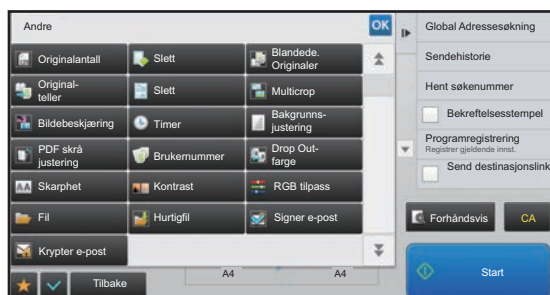 Andre
OK
Originalantall
Slett
Blandede.
Originaler
Original-
teller
Slett
Multicrop
Bildebeskjæring
Timer
Bakgrunns-
justering
PDF skrå
justering
Brukernummer
Drop Out-
farge
AA Skarphet
Kontrast
RGB tilpass
Fil
Hurtigfil
Signer e-post
Krypter e-post
Tilbake
A4
A4
Global Adressesøkning
Sendehistorie
Hent søkenummer
Bekreftelsesstempel
Programregistrering
Registrer gjeldende innst.
Send destinasjonslink
Forhåndsvis
CA
Start